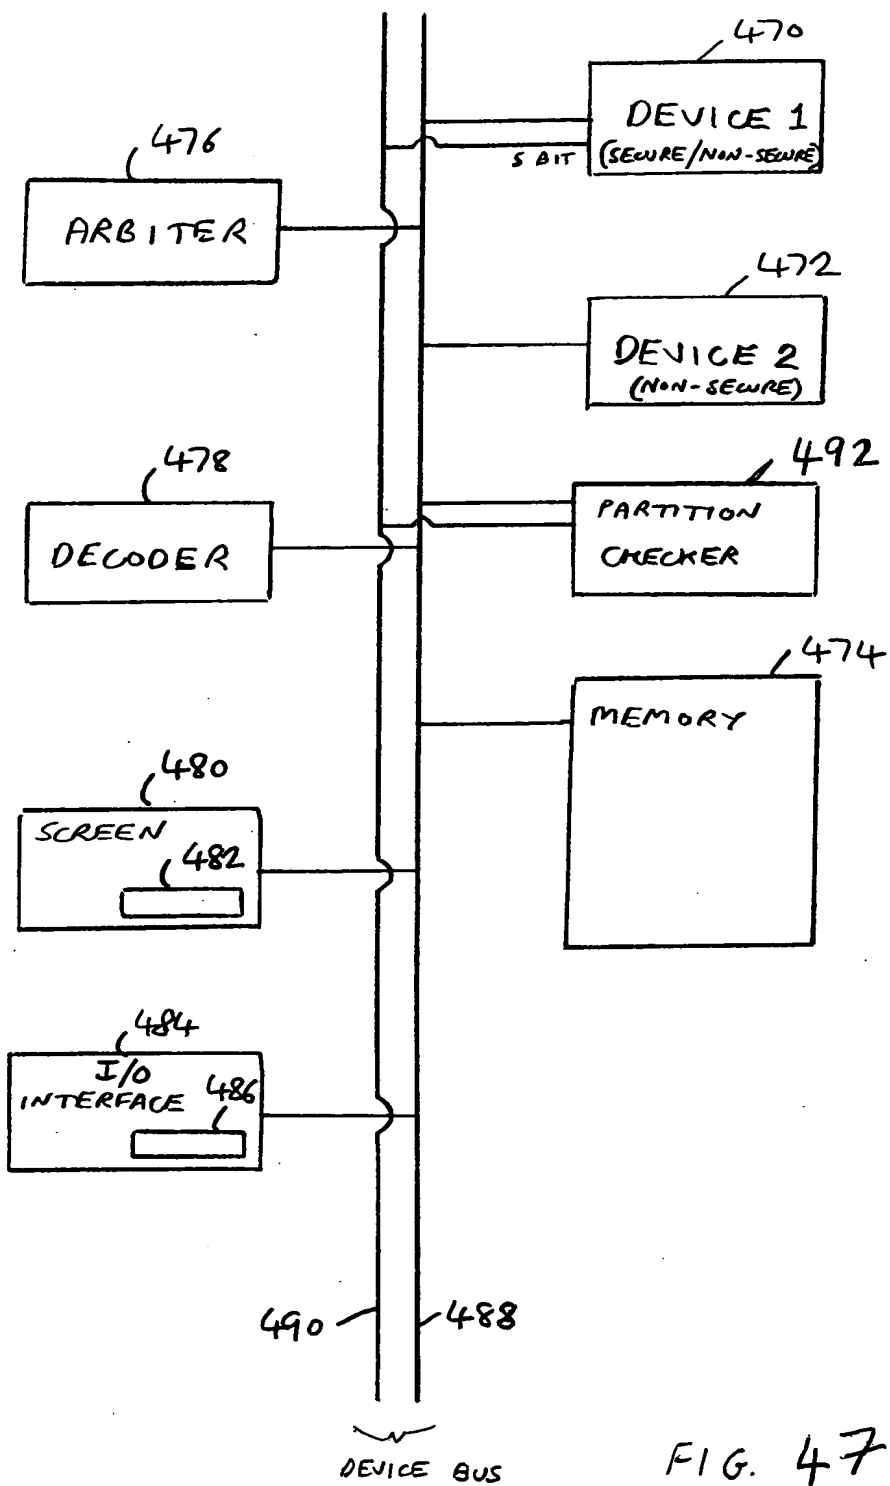 470
DEVICE 1
(SECURE/NON-SECURE)
S BIT
476
ARBITER
472
DEVICE 2
(NON-SECURE)
478
DECODER
492
PARTITION
CHECKER
474
MEMORY
480
SCREEN
482
484
I/O
INTERFACE
486
490
488
DEVICE BUS
FIG. 47